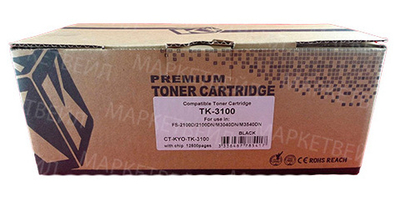 PREMIUM
TONER CARTRIDGE
Compatible Toner Cartridge
TK-3100
For use in:
FS-2100D/2100DN/M3040DN/M3540DN
BLACK
CT-KYO-TK-3100
with chip 12500pages
CE ROHS REACH
МАРКЕТВЕЙЛ